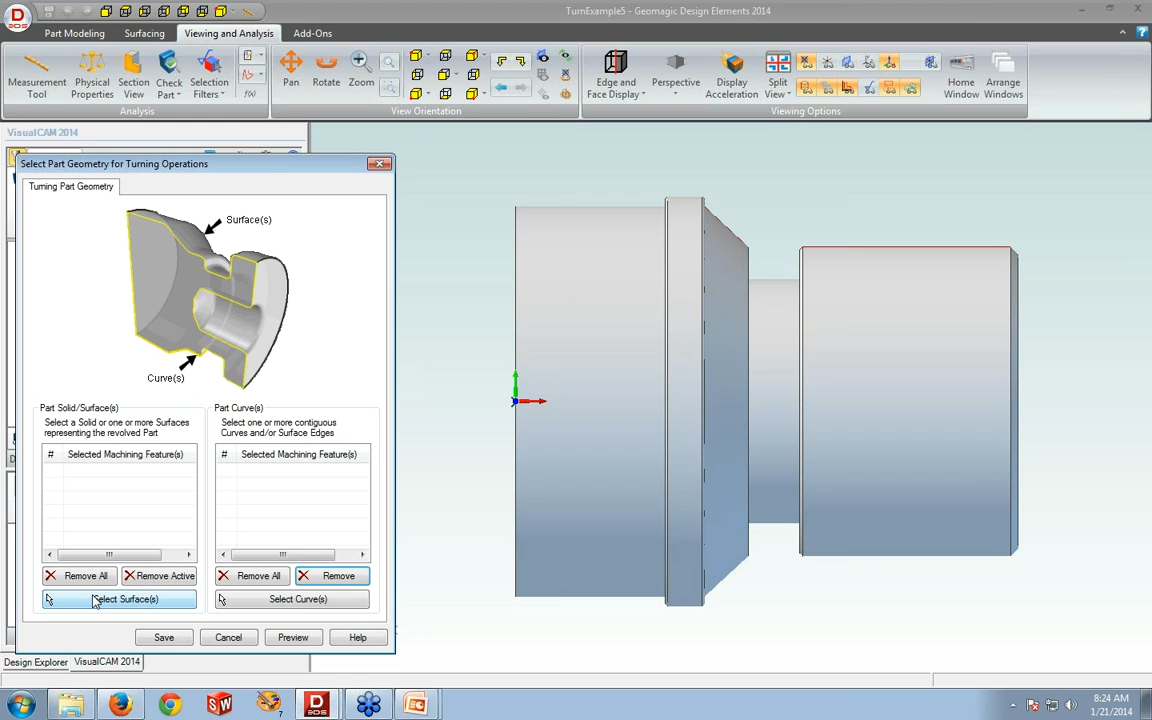 TurnExample5 - Geomagic Design Elements 2014
Part Modeling
Surfacing
Viewing and Analysis
Add-Ons
Measurement Tool
Physical Properties
Section View
Check Part
Selection Filters
f(x)
Pan
Rotate
Zoom
Edge and Face Display
Perspective
Display Acceleration
Split View
Home Window
Arrange Windows
Analysis
View Orientation
Viewing Options
VisualCAM 2014
Select Part Geometry for Turning Operations
Turning Part Geometry
Surface(s)
Curve(s)
Part Solid/Surface(s)
Select a Solid or one or more Surfaces
representing the revolved Part
# Selected Machining Feature(s)
Remove All
Remove Active
Select Surface(s)
Part Curve(s)
Select one or more contiguous
Curves and/or Surface Edges
# Selected Machining Feature(s)
Remove All
Remove
Select Curve(s)
Save
Cancel
Preview
Help
Design Explorer
VisualCAM 2014
8:24 AM
1/21/2014